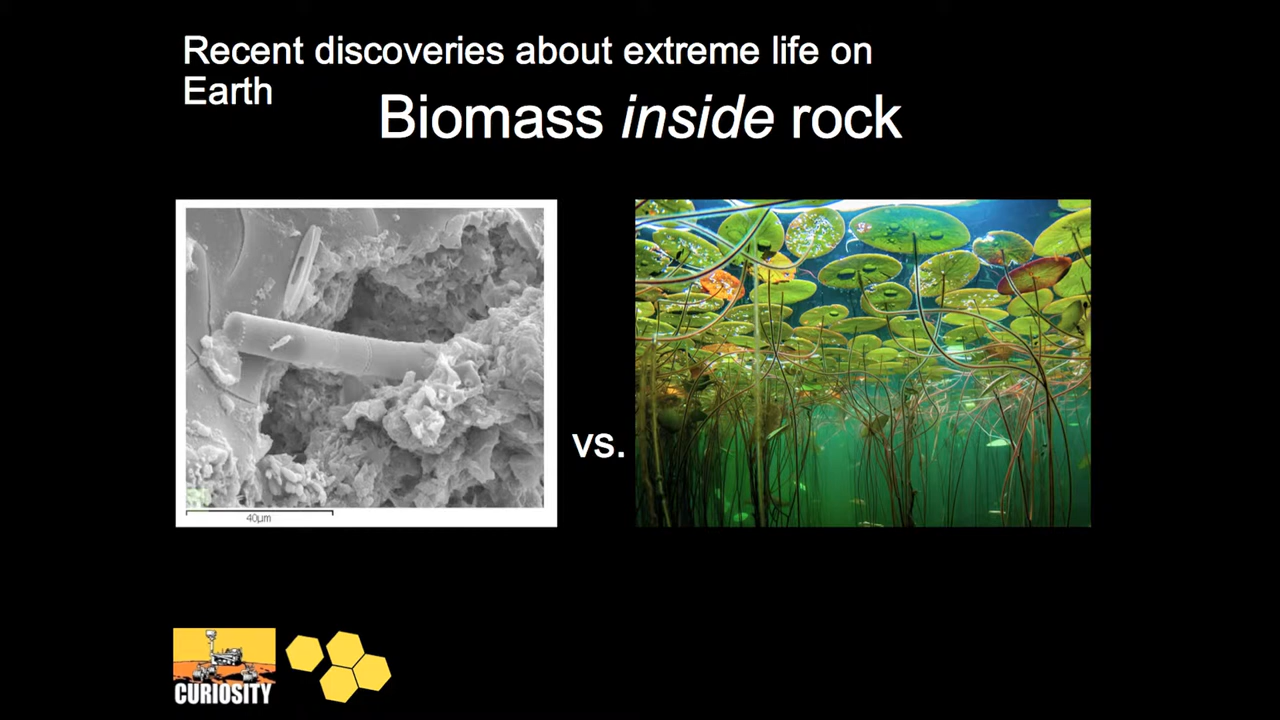 Recent discoveries about extreme life on
Earth
Biomass inside rock
vs.
40µm
CURIOSITY